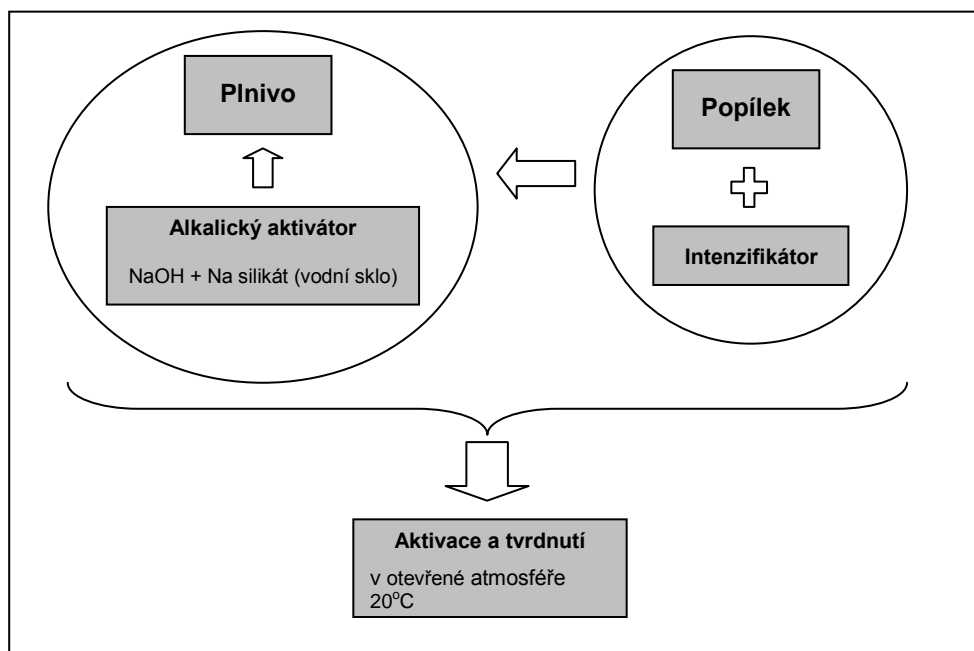 Plnivo
Alkalický aktivátor
NaOH + Na silikát (vodní sklo)
Popílek
Intenzifikátor
Aktivace a tvrdnutí
v otevřené atmosféře
20°C